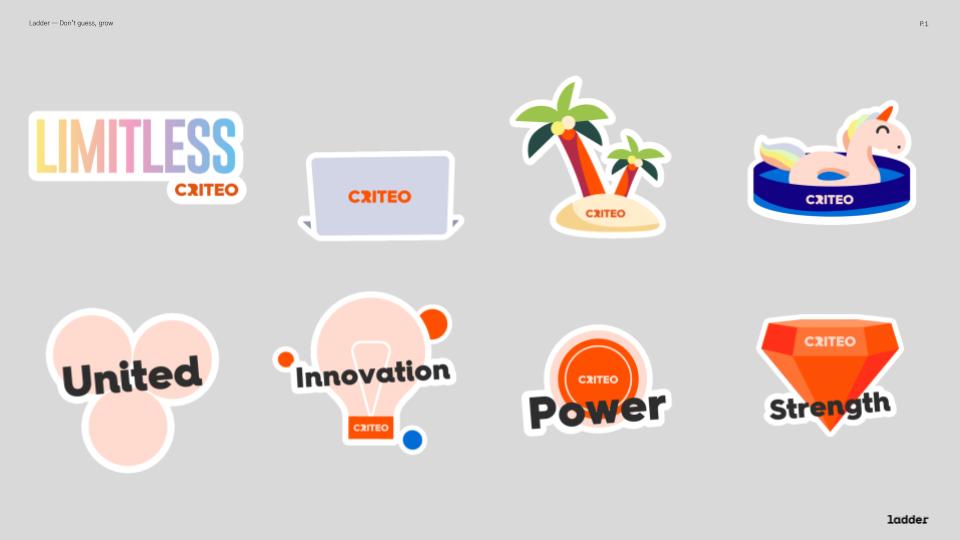 Ladder — Don't guess, grow
P.1
LIMITLESS
CRITEO
CRITEO
CRITEO
CRITEO
United
Innovation
CRITEO
CRITEO
Power
CRITEO
Strength
ladder